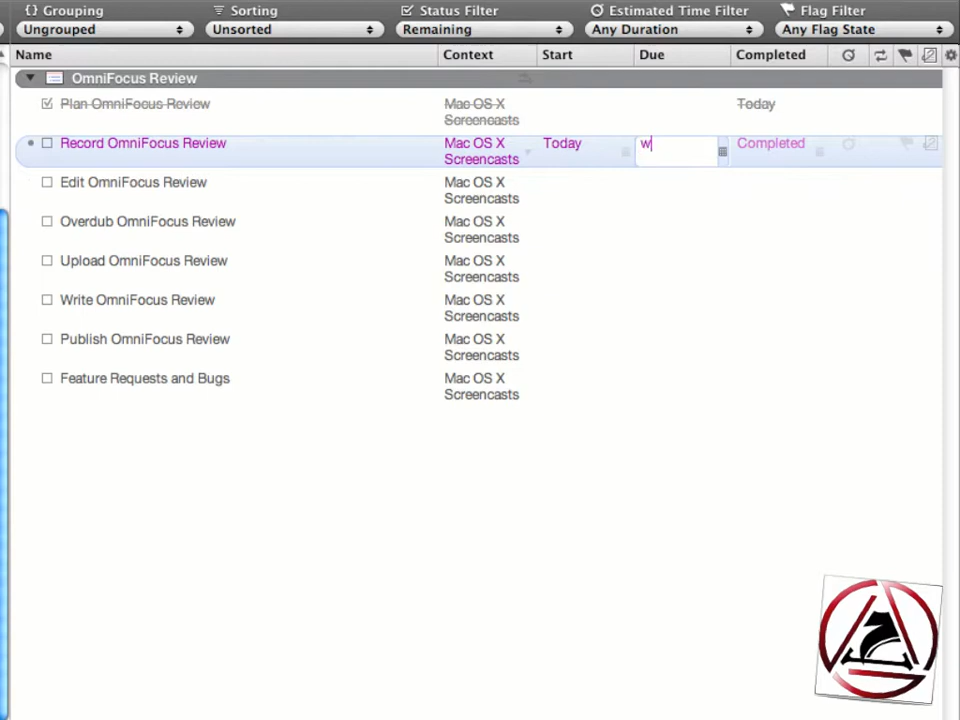 Grouping Sorting Status Filter Estimated Time Filter Flag Filter
Ungrouped Unsorted Remaining Any Duration Any Flag State
Name Context Start Due Completed
OmniFocus Review
Plan OmniFocus Review Mac OS X Today
Screencasts
Record OmniFocus Review Mac OS X Today w Completed
Screencasts
Edit OmniFocus Review Mac OS X
Screencasts
Overdub OmniFocus Review Mac OS X
Screencasts
Upload OmniFocus Review Mac OS X
Screencasts
Write OmniFocus Review Mac OS X
Screencasts
Publish OmniFocus Review Mac OS X
Screencasts
Feature Requests and Bugs Mac OS X
Screencasts